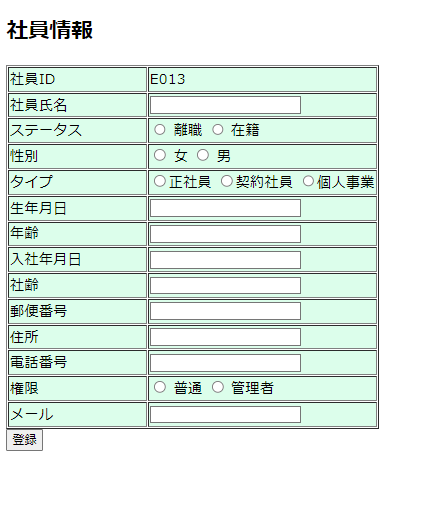 社員情報
社員ID E013
社員氏名
ステータス 離職 在籍
性別 女 男
タイプ 正社員 契約社員 個人事業
生年月日
年齢
入社年月日
社齢
郵便番号
住所
電話番号
権限 普通 管理者
メール
登録